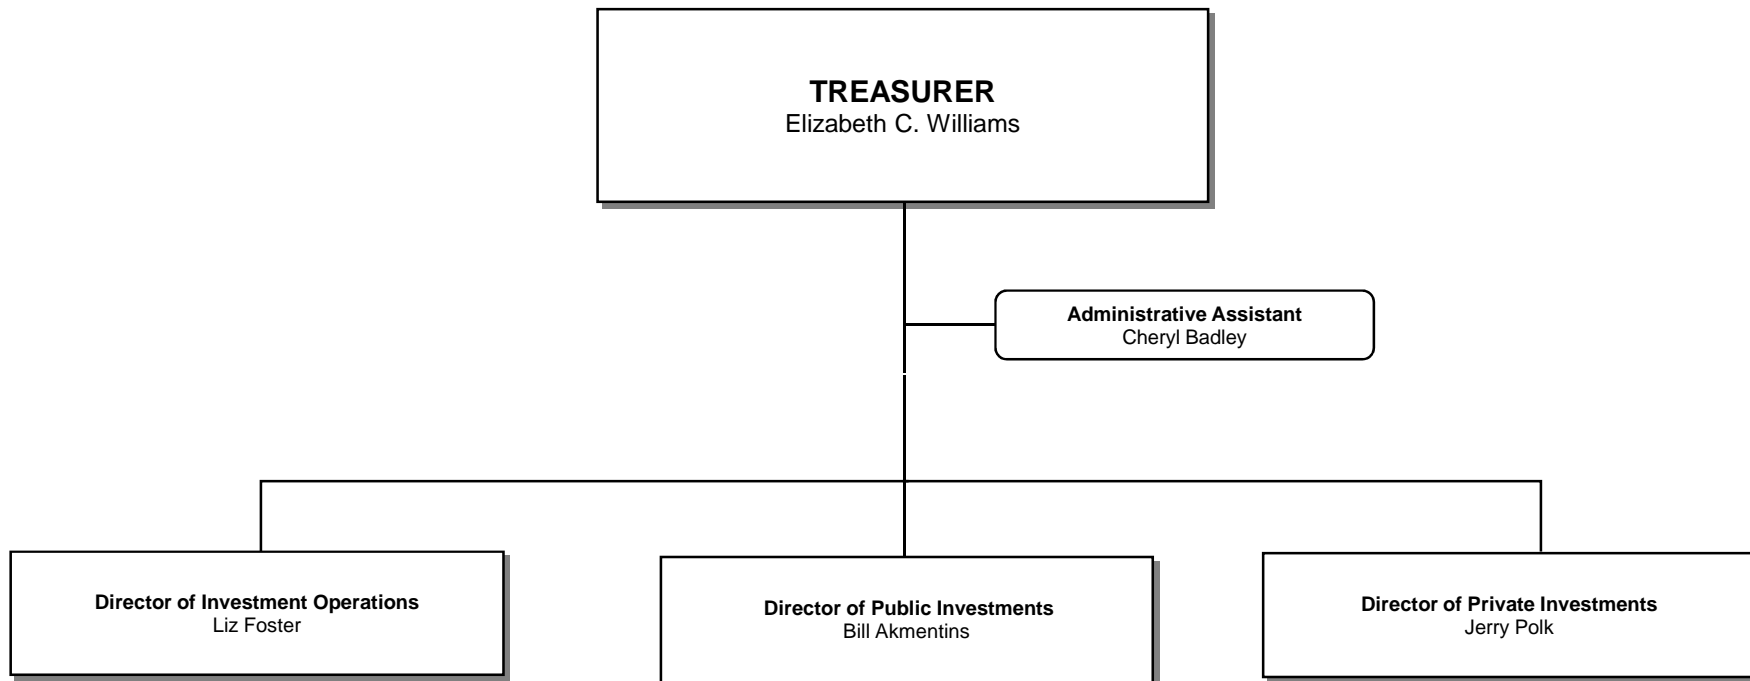 TREASURER
Elizabeth C. Williams
Administrative Assistant
Cheryl Badley
Director of Investment Operations
Liz Foster
Director of Public Investments
Bill Akmentins
Director of Private Investments
Jerry Polk